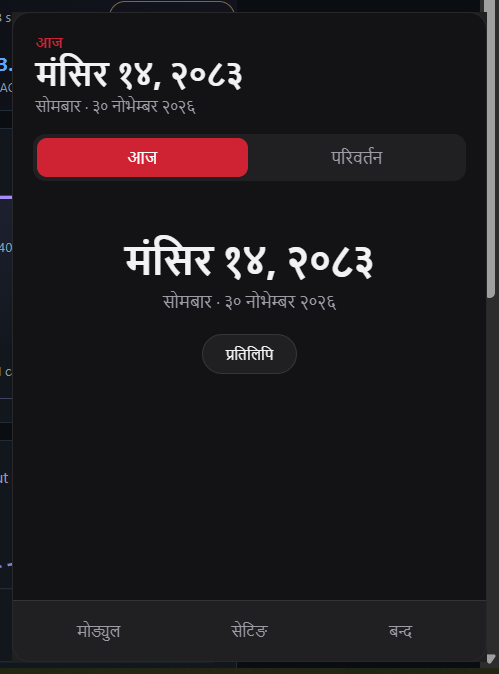 आज
मंसिर १४, २०८३
सोमबार · ३० नोभेम्बर २०२६
आज
परिवर्तन
मंसिर १४, २०८३
सोमबार · ३० नोभेम्बर २०२६
प्रतिलिपि
मोड्युल
सेटिङ
बन्द